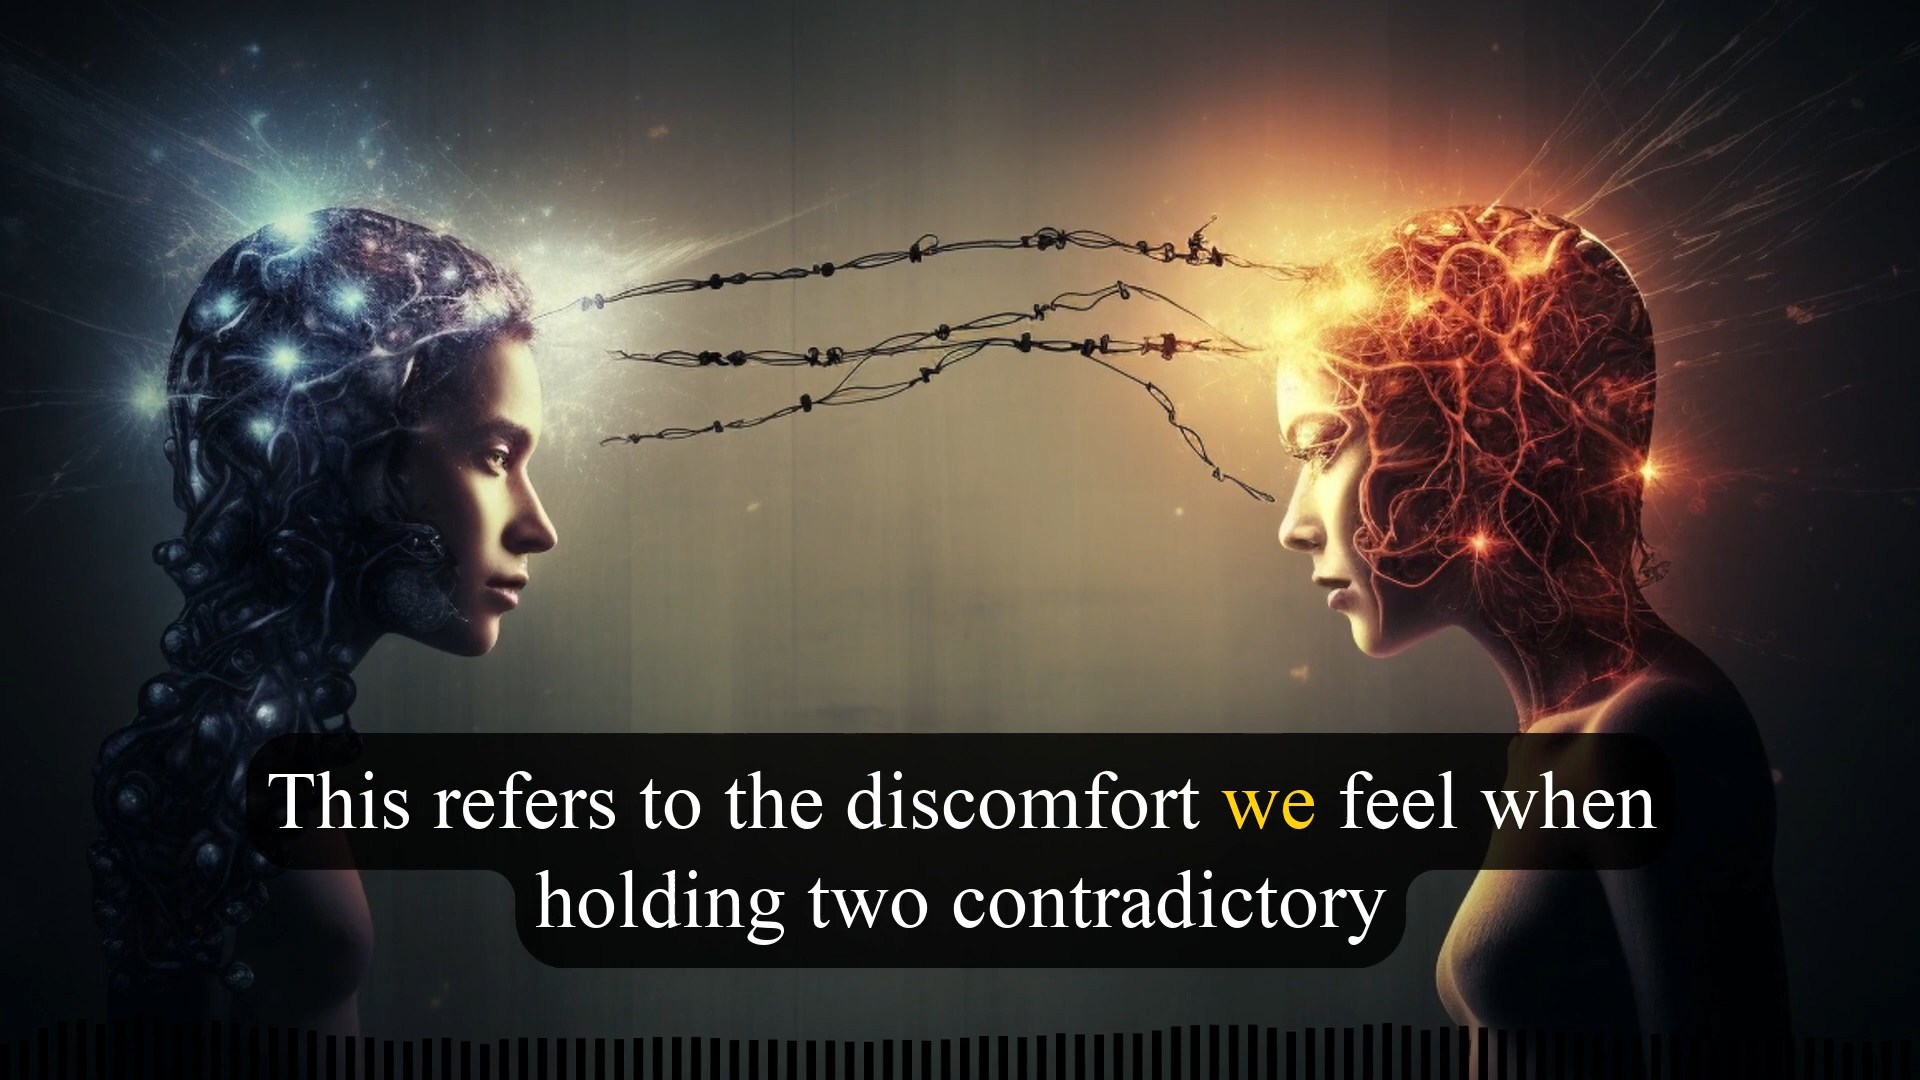 This refers to the discomfort we feel when
holding two contradictory